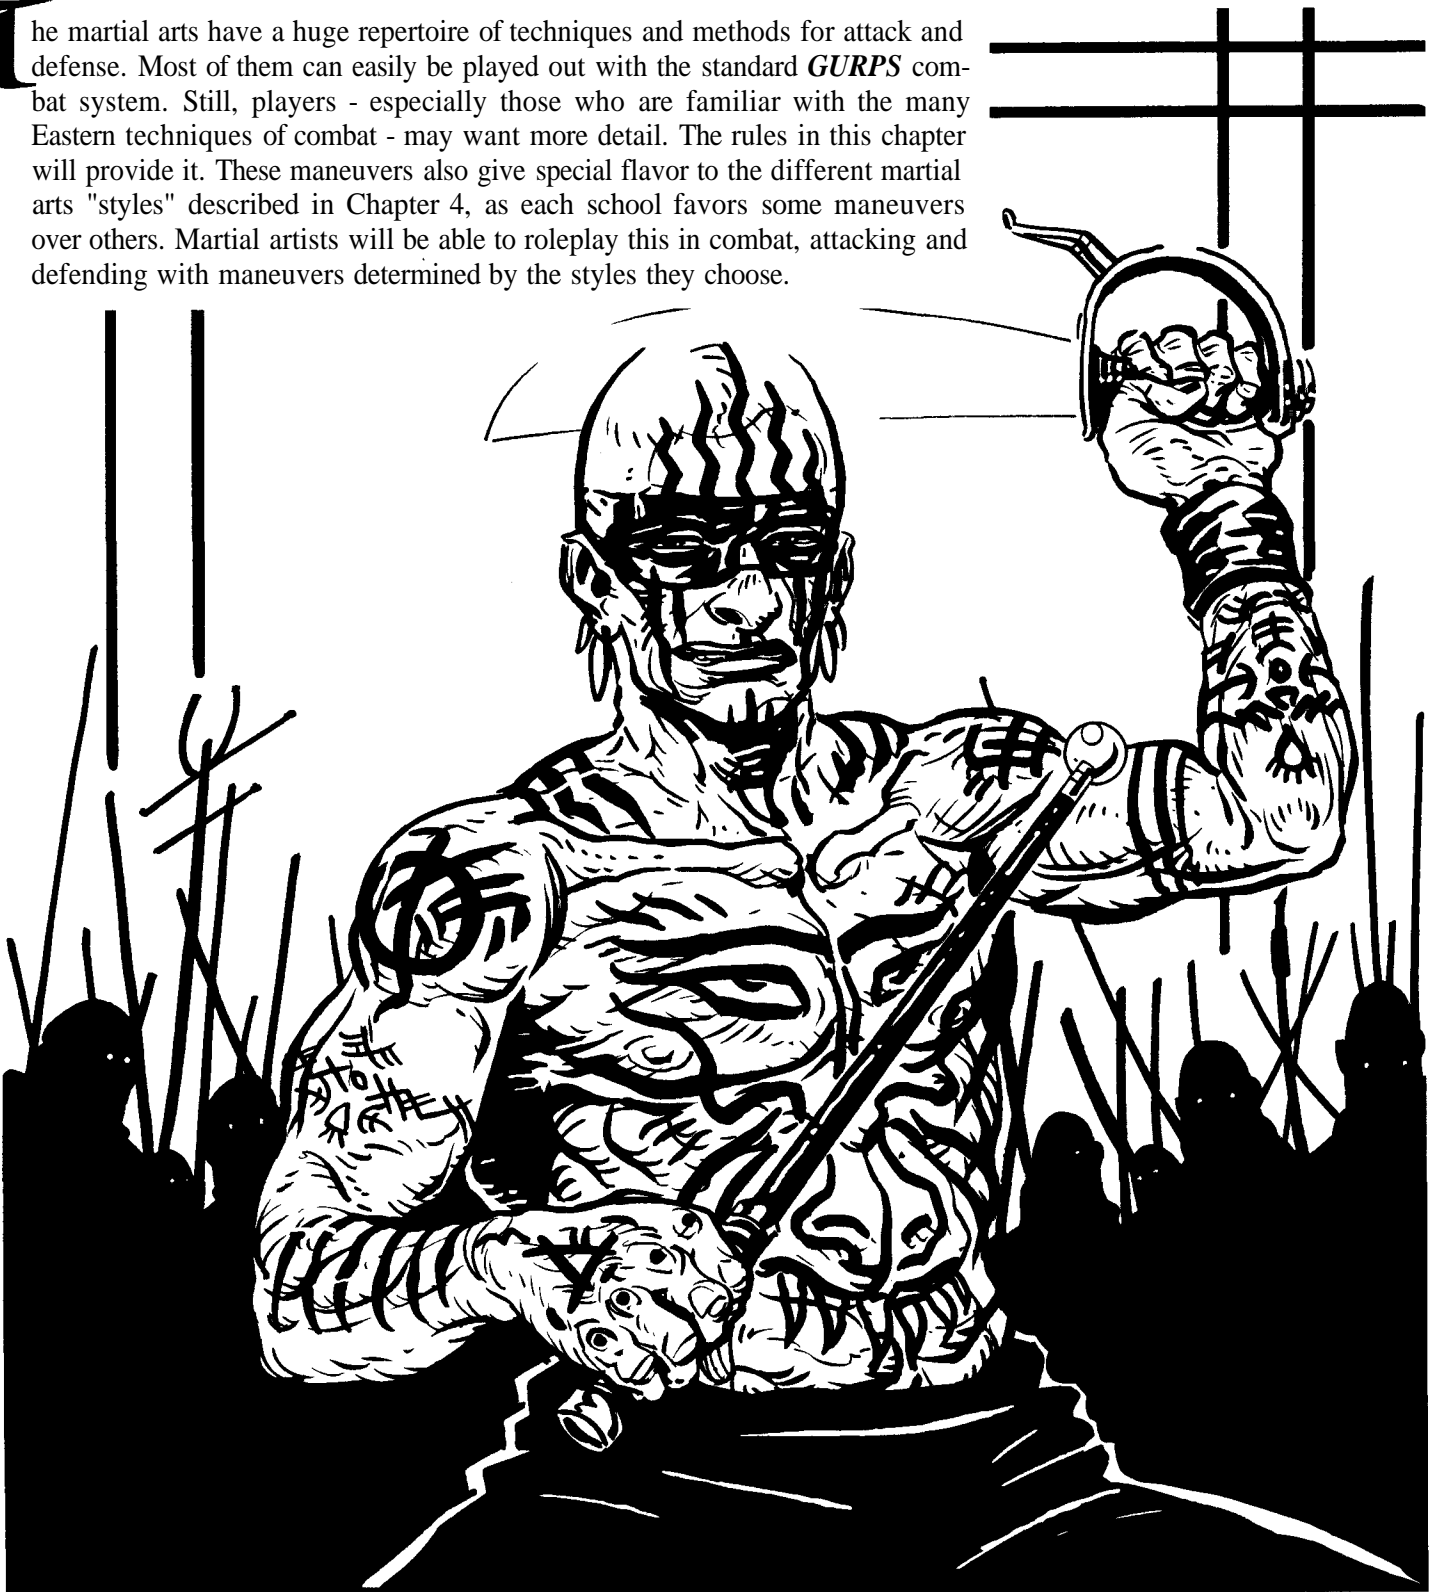 The martial arts have a huge repertoire of techniques and methods for attack and
defense. Most of them can easily be played out with the standard GURPS com-
bat system. Still, players - especially those who are familiar with the many
Eastern techniques of combat - may want more detail. The rules in this chapter
will provide it. These maneuvers also give special flavor to the different martial
arts "styles" described in Chapter 4, as each school favors some maneuvers
over others. Martial artists will be able to roleplay this in combat, attacking and
defending with maneuvers determined by the styles they choose.